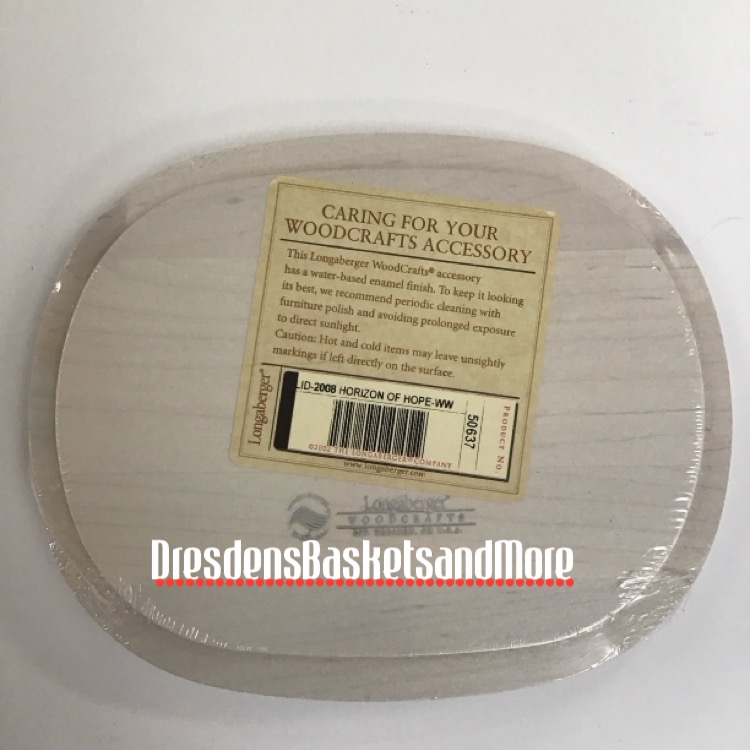 CARING FOR YOUR
WOODCRAFTS ACCESSORY
This Longaberger WoodCrafts® accessory
has a water-based enamel finish. To keep it looking
its best, we recommend periodic cleaning with
furniture polish and avoiding prolonged exposure
to direct sunlight.
Caution: Hot and cold items may leave unsightly
markings if left directly on the surface.
Longaberger®
LID-2008 HORIZON OF HOPE-WW
50637
PRODUCT NO.
©2002 THE LONGABERGER® COMPANY
www.longaberger.com
Longaberger®
WOODCRAFTS
DresdensBasketsandMore